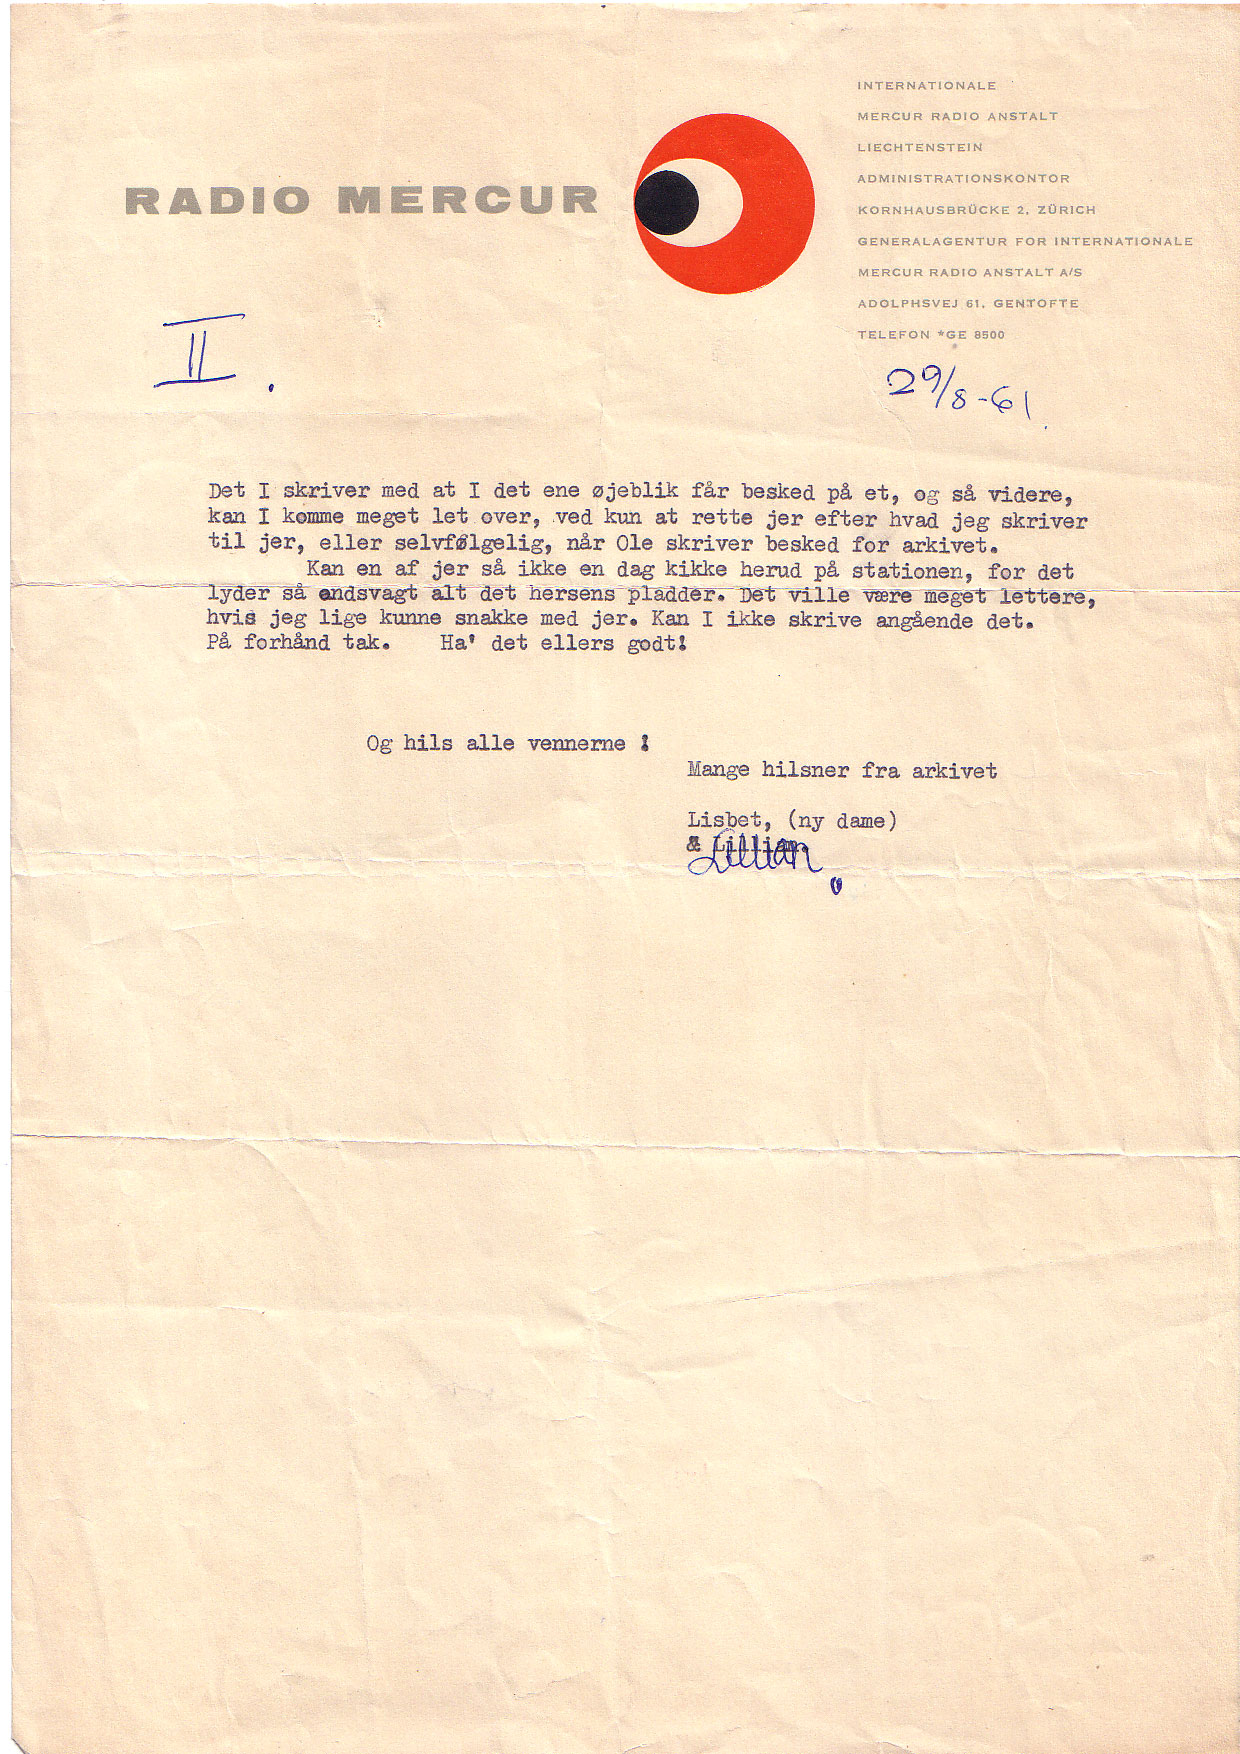 RADIO MERCUR
INTERNATIONALE
MERCUR RADIO ANSTALT
LIECHTENSTEIN
ADMINISTRATIONSKONTOR
KORNHAUSBRÜCKE 2, ZÜRICH
GENERALAGENTUR FOR INTERNATIONALE
MERCUR RADIO ANSTALT A/S
ADOLPHSVEJ 61, GENTOFTE
TELEFON *GE 8500
II.
29/8-61
Det I skriver med at I det ene øjeblik får besked på et, og så videre,
kan I komme meget let over, ved kun at rette jer efter hvad jeg skriver
til jer, eller selvfølgelig, når Ole skriver besked for arkivet.
Kan en af jer så ikke en dag kikke herud på stationen, for det
lyder så andsvagt alt det hersens pladder. Det ville være meget lettere,
hvis jeg lige kunne snakke med jer. Kan I ikke skrive angående det.
På forhånd tak. Ha' det ellers godt!
Og hils alle vennerne !
Mange hilsner fra arkivet
Lisbet, (ny dame)
& Lillian.
Lillian